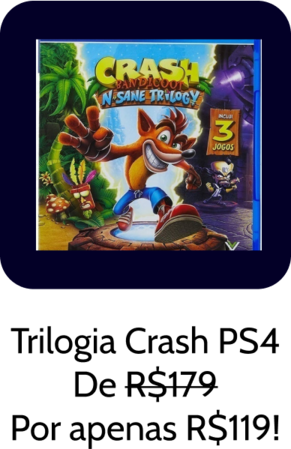 CRASH
BANDICOOT
N. SANE TRILOGY
INCLUI
3
JOGOS
Trilogia Crash PS4
De R$179
Por apenas R$119!